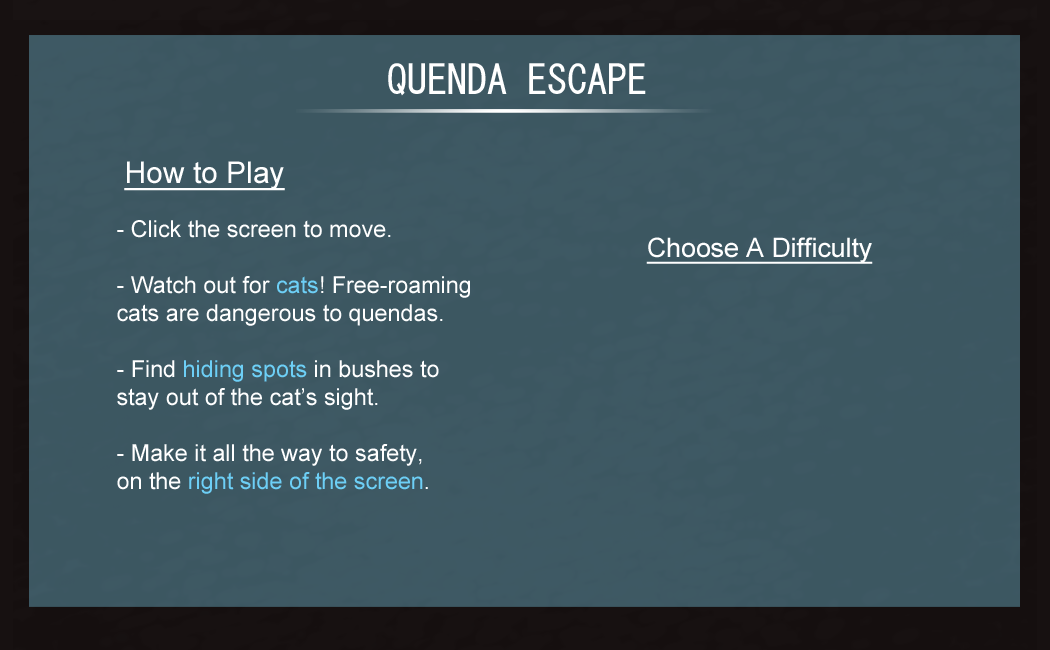 QUENDA ESCAPE
How to Play
- Click the screen to move.
- Watch out for cats! Free-roaming
cats are dangerous to quendas.
- Find hiding spots in bushes to
stay out of the cat’s sight.
- Make it all the way to safety,
on the right side of the screen.
Choose A Difficulty